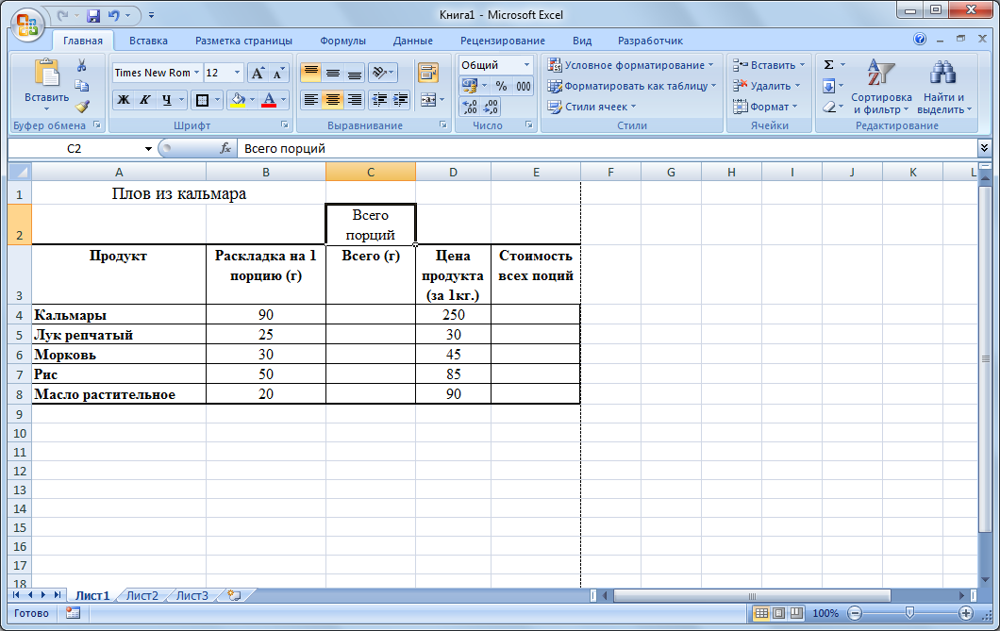 Книга1 - Microsoft Excel
Главная Вставка Разметка страницы Формулы Данные Рецензирование Вид Разработчик
Вставить
Буфер обмена
Times New Rom 12
Ж К Ч
Шрифт
Выравнивание
Общий
% 000
Число
Условное форматирование
Форматировать как таблицу
Стили ячеек
Стили
Вставить
Удалить
Формат
Ячейки
Σ
Сортировка и фильтр
Найти и выделить
Редактирование
C2 fx Всего порций
A B C D E F G H I J K L
1 Плов из кальмара
2 Всего
порций
3 Продукт Раскладка на 1 Всего (г) Цена Стоимость
порцию (г) продукта всех поций
(за 1кг.)
4 Кальмары 90 250
5 Лук репчатый 25 30
6 Морковь 30 45
7 Рис 50 85
8 Масло растительное 20 90
9
10
11
12
13
14
15
16
17
18
Лист1 Лист2 Лист3
Готово 100%